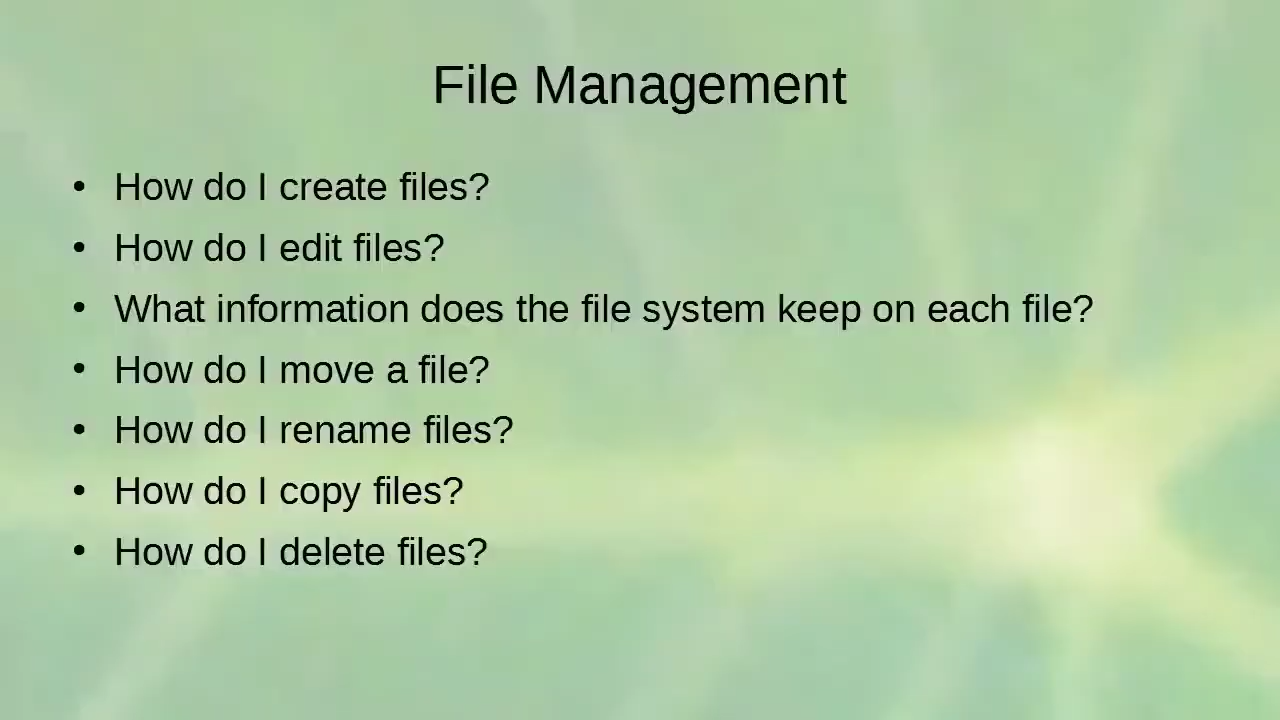 File Management
• How do I create files?
• How do I edit files?
• What information does the file system keep on each file?
• How do I move a file?
• How do I rename files?
• How do I copy files?
• How do I delete files?